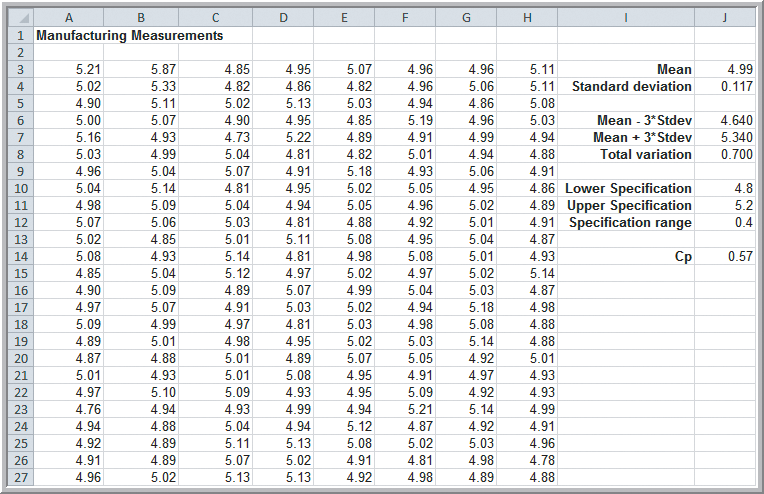 A B C D E F G H I J
1 Manufacturing Measurements
2
3 5.21 5.87 4.85 4.95 5.07 4.96 4.96 5.11 Mean 4.99
4 5.02 5.33 4.82 4.86 4.82 4.96 5.06 5.11 Standard deviation 0.117
5 4.90 5.11 5.02 5.13 5.03 4.94 4.86 5.08
6 5.00 5.07 4.90 4.95 4.85 5.19 4.96 5.03 Mean - 3*Stdev 4.640
7 5.16 4.93 4.73 5.22 4.89 4.91 4.99 4.94 Mean + 3*Stdev 5.340
8 5.03 4.99 5.04 4.81 4.82 5.01 4.94 4.88 Total variation 0.700
9 4.96 5.04 5.07 4.91 5.18 4.93 5.06 4.91
10 5.04 5.14 4.81 4.95 5.02 5.05 4.95 4.86 Lower Specification 4.8
11 4.98 5.09 5.04 4.94 5.05 4.96 5.02 4.89 Upper Specification 5.2
12 5.07 5.06 5.03 4.81 4.88 4.92 5.01 4.91 Specification range 0.4
13 5.02 4.85 5.01 5.11 5.08 4.95 5.04 4.87
14 5.08 4.93 5.14 4.81 4.98 5.08 5.01 4.93 Cp 0.57
15 4.85 5.04 5.12 4.97 5.02 4.97 5.02 5.14
16 4.90 5.09 4.89 5.07 4.99 5.04 5.03 4.87
17 4.97 5.07 4.91 5.03 5.02 4.94 5.18 4.98
18 5.09 4.99 4.97 4.81 5.03 4.98 5.08 4.88
19 4.89 5.01 4.98 4.95 5.02 5.03 5.14 4.88
20 4.87 4.88 5.01 4.89 5.07 5.05 4.92 5.01
21 5.01 4.93 5.01 5.08 4.95 4.91 4.97 4.93
22 4.97 5.10 5.09 4.93 4.95 5.09 4.92 4.93
23 4.76 4.94 4.93 4.99 4.94 5.21 5.14 4.99
24 4.94 4.88 5.04 4.94 5.12 4.87 4.92 4.91
25 4.92 4.89 5.11 5.13 5.08 5.02 5.03 4.96
26 4.91 4.89 5.07 5.02 4.91 4.81 4.98 4.78
27 4.96 5.02 5.13 5.13 4.92 4.98 4.89 4.88